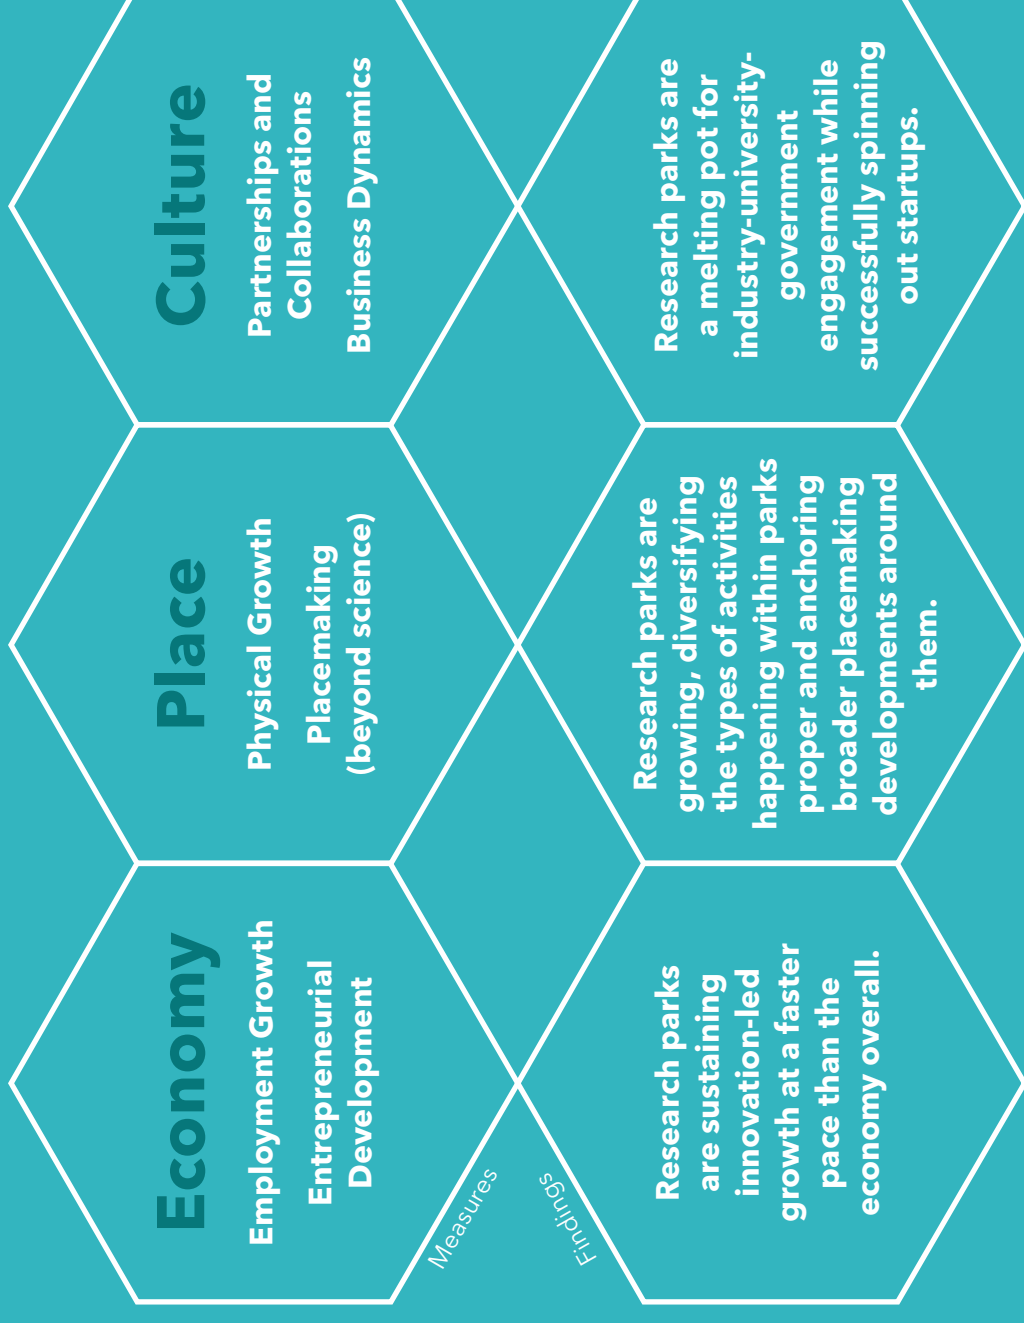 Economy
Employment Growth
Entrepreneurial
Development
Place
Physical Growth
Placemaking
(beyond science)
Culture
Partnerships and
Collaborations
Business Dynamics
Measures
Findings
Research parks
are sustaining
innovation-led
growth at a faster
pace than the
economy overall.
Research parks are
growing, diversifying
the types of activities
happening within parks
proper and anchoring
broader placemaking
developments around
them.
Research parks are
a melting pot for
industry-university-
government
engagement while
successfully spinning
out startups.